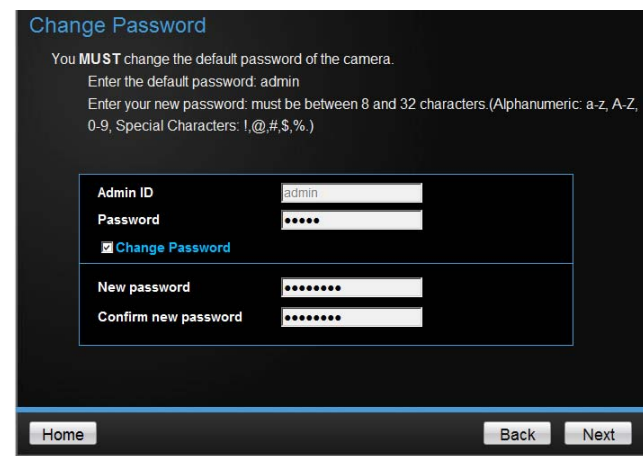 Change Password
You MUST change the default password of the camera.
Enter the default password: admin
Enter your new password: must be between 8 and 32 characters.(Alphanumeric: a-z, A-Z,
0-9, Special Characters: !,@,#,$,%.)
Admin ID admin
Password •••••
Change Password
New password ••••••••
Confirm new password ••••••••
Home Back Next